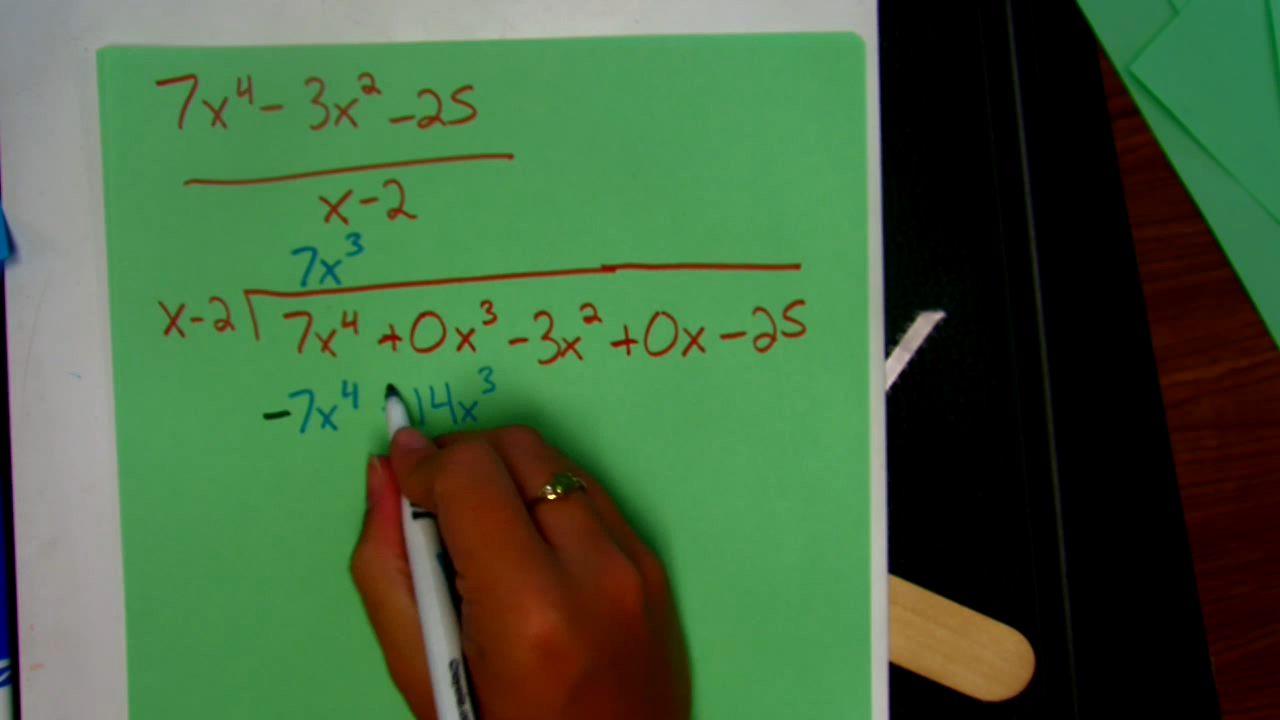 7x⁴ - 3x² - 25
x - 2
7x³
x - 2 7x⁴ + 0x³ - 3x² + 0x - 25
-7x⁴ 14x³